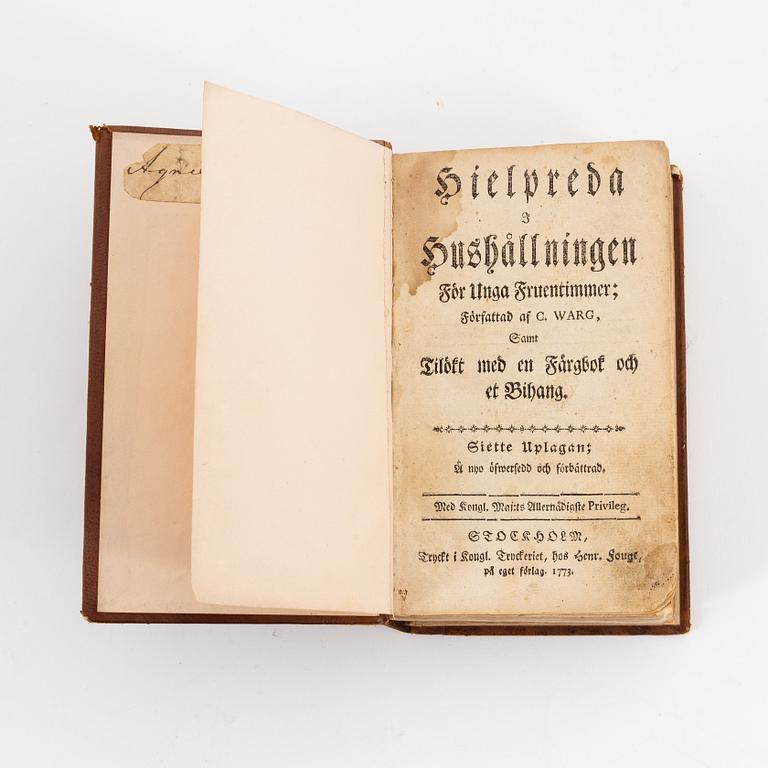 Agne
Hielpreda
J
Hushållningen
För Unga Fruentimmer;
Författad af C. WARG,
Samt
Tilökt med en Färgbok och
et Bihang.
Siette Uplagan;
Å nyo öfwersedd och förbättrad.
Med Kongl. Maj:ts Allernådigste Privileg.
STOCKHOLM,
Tryckt i Kongl. Tryckeriet, hos Henr. Fougt,
på eget förlag. 1773.